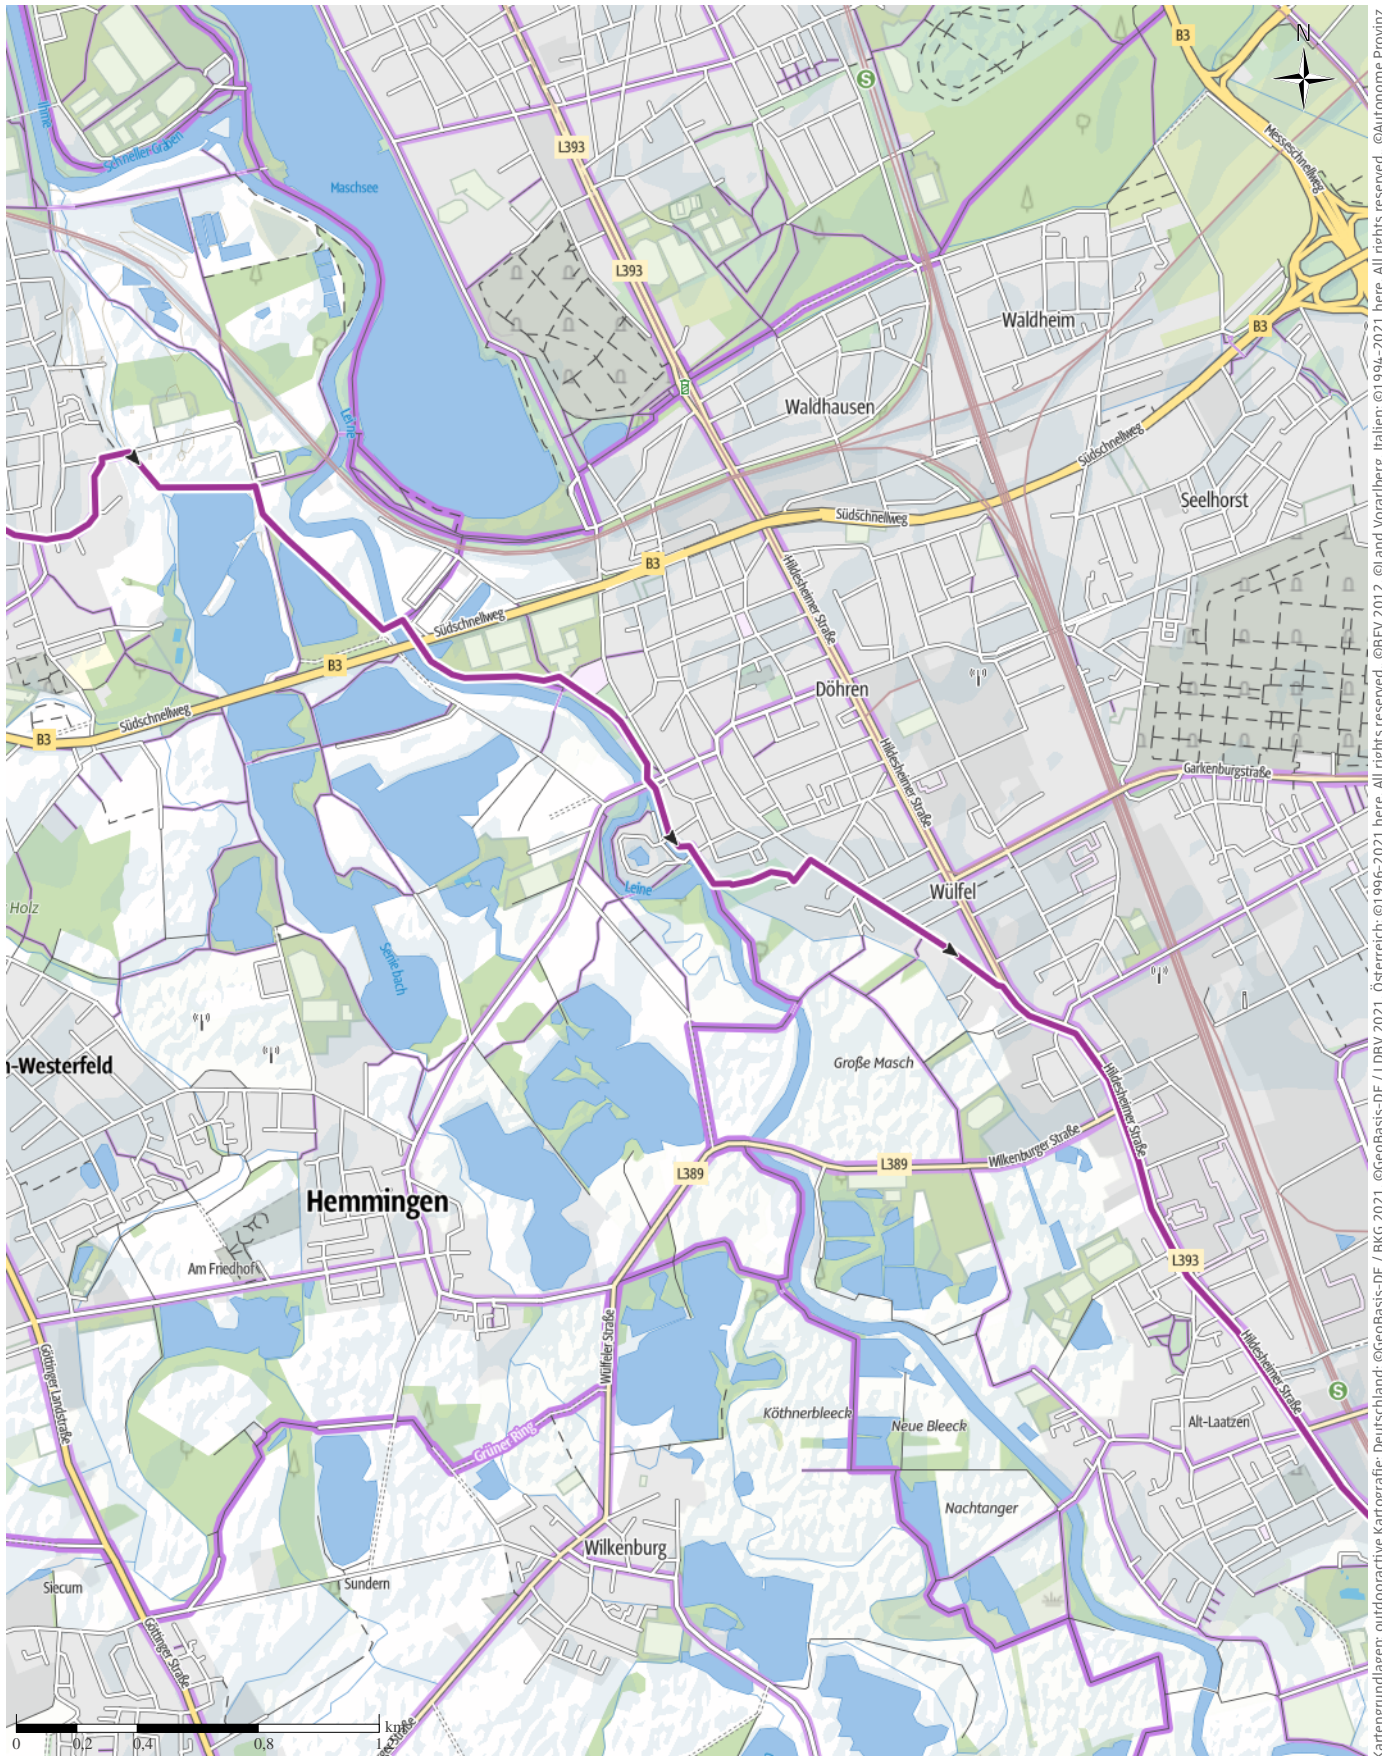 B3
N
S
Ihme
Messeschnellweg
Schneller Graben
L393
Maschsee
L393
Waldheim
B3
Waldhausen
Leine
Südschnellweg
Seelhorst
Südschnellweg
B3
Hildesheimer Straße
Südschnellweg
B3
Döhren
Südschnellweg
B3
Hildesheimer Straße
Garkenburgstraße
Holz
Leine
Wülfel
Große Masch
n-Westerfeld
Hildesheimer Straße
Wilkenburger Straße
L389
L389
Hemmingen
Am Friedhof
L393
Wülfeler Straße
Göttinger Landstraße
Hildesheimer Straße
S
Köthnerbleeck
Neue Bleeck
Alt-Laatzen
Grüner Ring
Nachtanger
Wilkenburg
Siecum
Sundern
Göttinger Straße
km
0
0,2
0,4
0,8